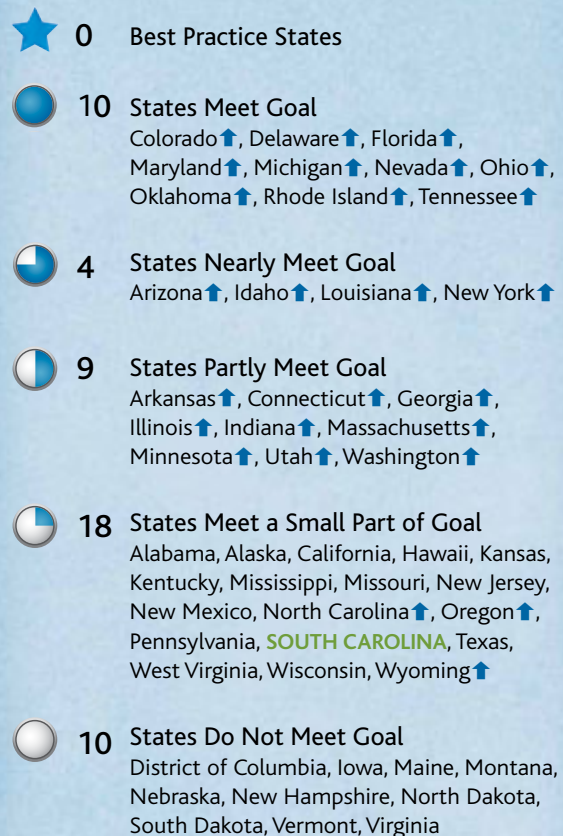 0 Best Practice States
10 States Meet Goal
Colorado⬆, Delaware⬆, Florida⬆,
Maryland⬆, Michigan⬆, Nevada⬆, Ohio⬆,
Oklahoma⬆, Rhode Island⬆, Tennessee⬆
4 States Nearly Meet Goal
Arizona⬆, Idaho⬆, Louisiana⬆, New York⬆
9 States Partly Meet Goal
Arkansas⬆, Connecticut⬆, Georgia⬆,
Illinois⬆, Indiana⬆, Massachusetts⬆,
Minnesota⬆, Utah⬆, Washington⬆
18 States Meet a Small Part of Goal
Alabama, Alaska, California, Hawaii, Kansas,
Kentucky, Mississippi, Missouri, New Jersey,
New Mexico, North Carolina⬆, Oregon⬆,
Pennsylvania, SOUTH CAROLINA, Texas,
West Virginia, Wisconsin, Wyoming⬆
10 States Do Not Meet Goal
District of Columbia, Iowa, Maine, Montana,
Nebraska, New Hampshire, North Dakota,
South Dakota, Vermont, Virginia